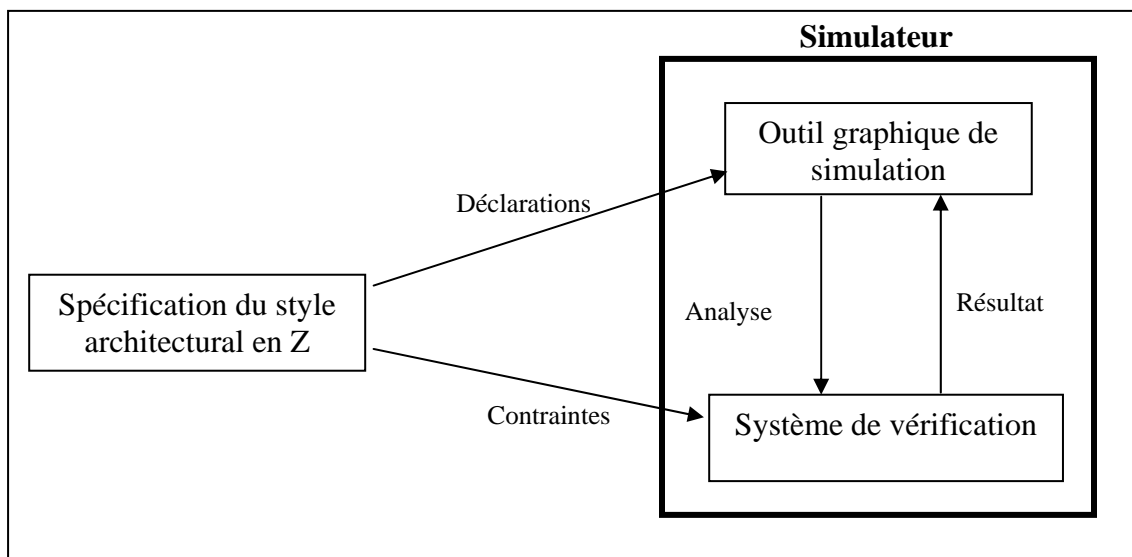 Simulateur
Outil graphique de
simulation
Déclarations
Spécification du style
architectural en Z
Analyse
Résultat
Contraintes
Système de vérification